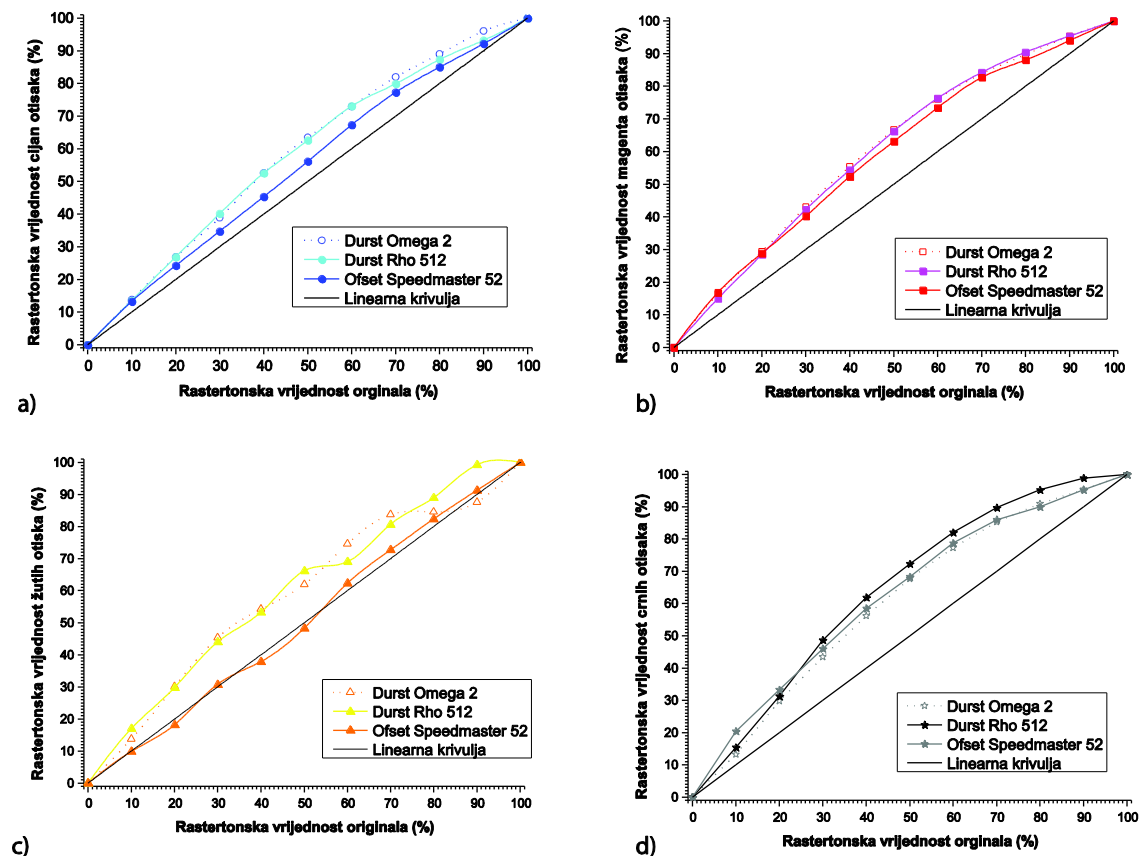 Rastertonska vrijednost cijan otisaka (%)
100
90
80
70
60
50
40
30
20
10
0
Durst Omega 2
Durst Rho 512
Ofset Speedmaster 52
Linearna krivulja
0 10 20 30 40 50 60 70 80 90 100
Rastertonska vrijednost orginala (%)
a)
Rastertonska vrijednost magenta otisaka (%)
100
90
80
70
60
50
40
30
20
10
0
Durst Omega 2
Durst Rho 512
Ofset Speedmaster 52
Linearna krivulja
0 10 20 30 40 50 60 70 80 90 100
Rastertonska vrijednost orginala (%)
b)
Rastertonska vrijednost žutih otiska (%)
100
90
80
70
60
50
40
30
20
10
0
Durst Omega 2
Durst Rho 512
Ofset Speedmaster 52
Linearna krivulja
0 10 20 30 40 50 60 70 80 90 100
Rastertonska vrijednost originala (%)
c)
Rastertonska vrijednost crnih otisaka (%)
100
90
80
70
60
50
40
30
20
10
0
Durst Omega 2
Durst Rho 512
Ofset Speedmaster 52
Linearna krivulja
0 10 20 30 40 50 60 70 80 90 100
Rastertonska vrijednost originala (%)
d)